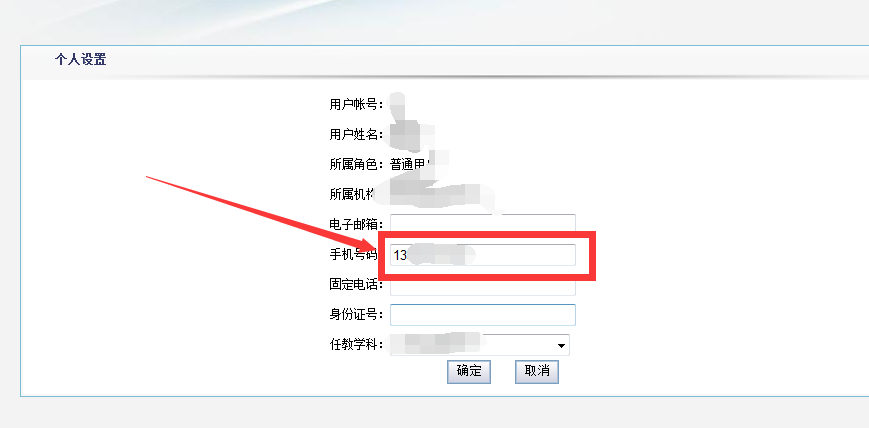 个人设置
用户帐号：
用户姓名：
所属角色：普通用
所属机构
电子邮箱：
手机号码 13
固定电话：
身份证号：
任教学科：
确定 取消